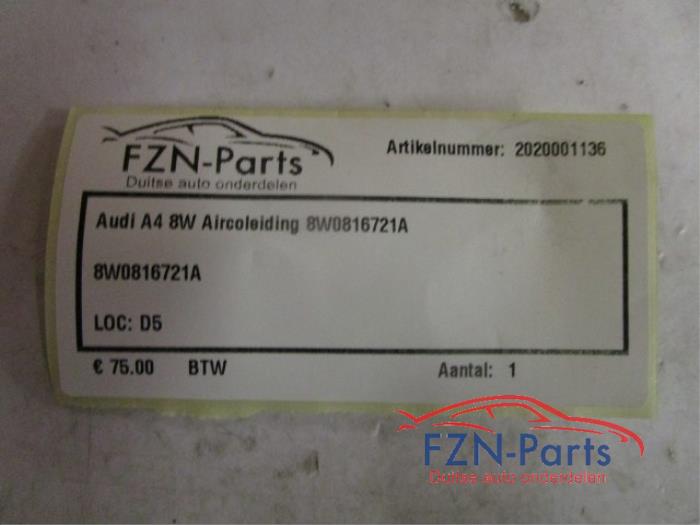 FZN-Parts
Duitse auto onderdelen
Artikelnummer: 2020001136
Audi A4 8W Aircoleiding 8W0816721A
8W0816721A
LOC: D5
€ 75.00 BTW Aantal: 1
FZN-Parts
Duitse auto onderdelen